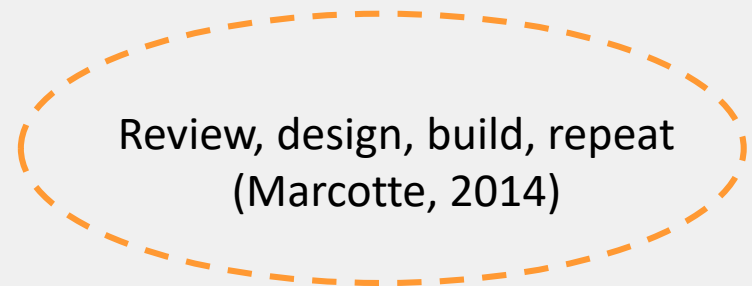 Review, design, build, repeat
(Marcotte, 2014)